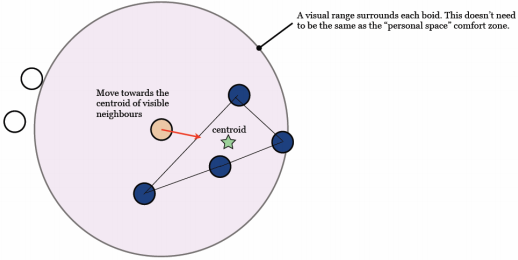 A visual range surrounds each boid. This doesn't need
to be the same as the "personal space" comfort zone.
Move towards the
centroid of visible
neighbours
centroid